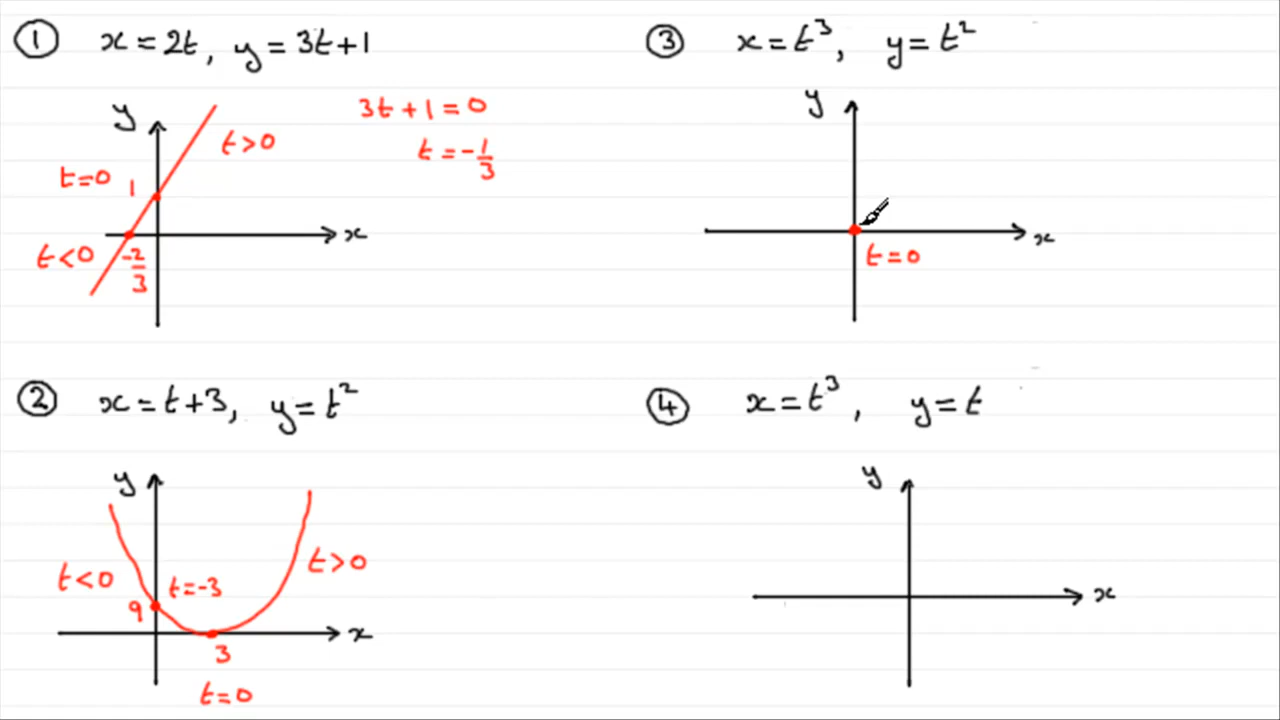 ① x = 2t, y = 3t + 1
y
3t + 1 = 0
t > 0
t = -1/3
t = 0 1
x
t < 0 -2/3
② x = t + 3, y = t²
y
t < 0 t = -3 t > 0
9
x
3
t = 0
③ x = t³, y = t²
y
x
t = 0
④ x = t³, y = t
y
x